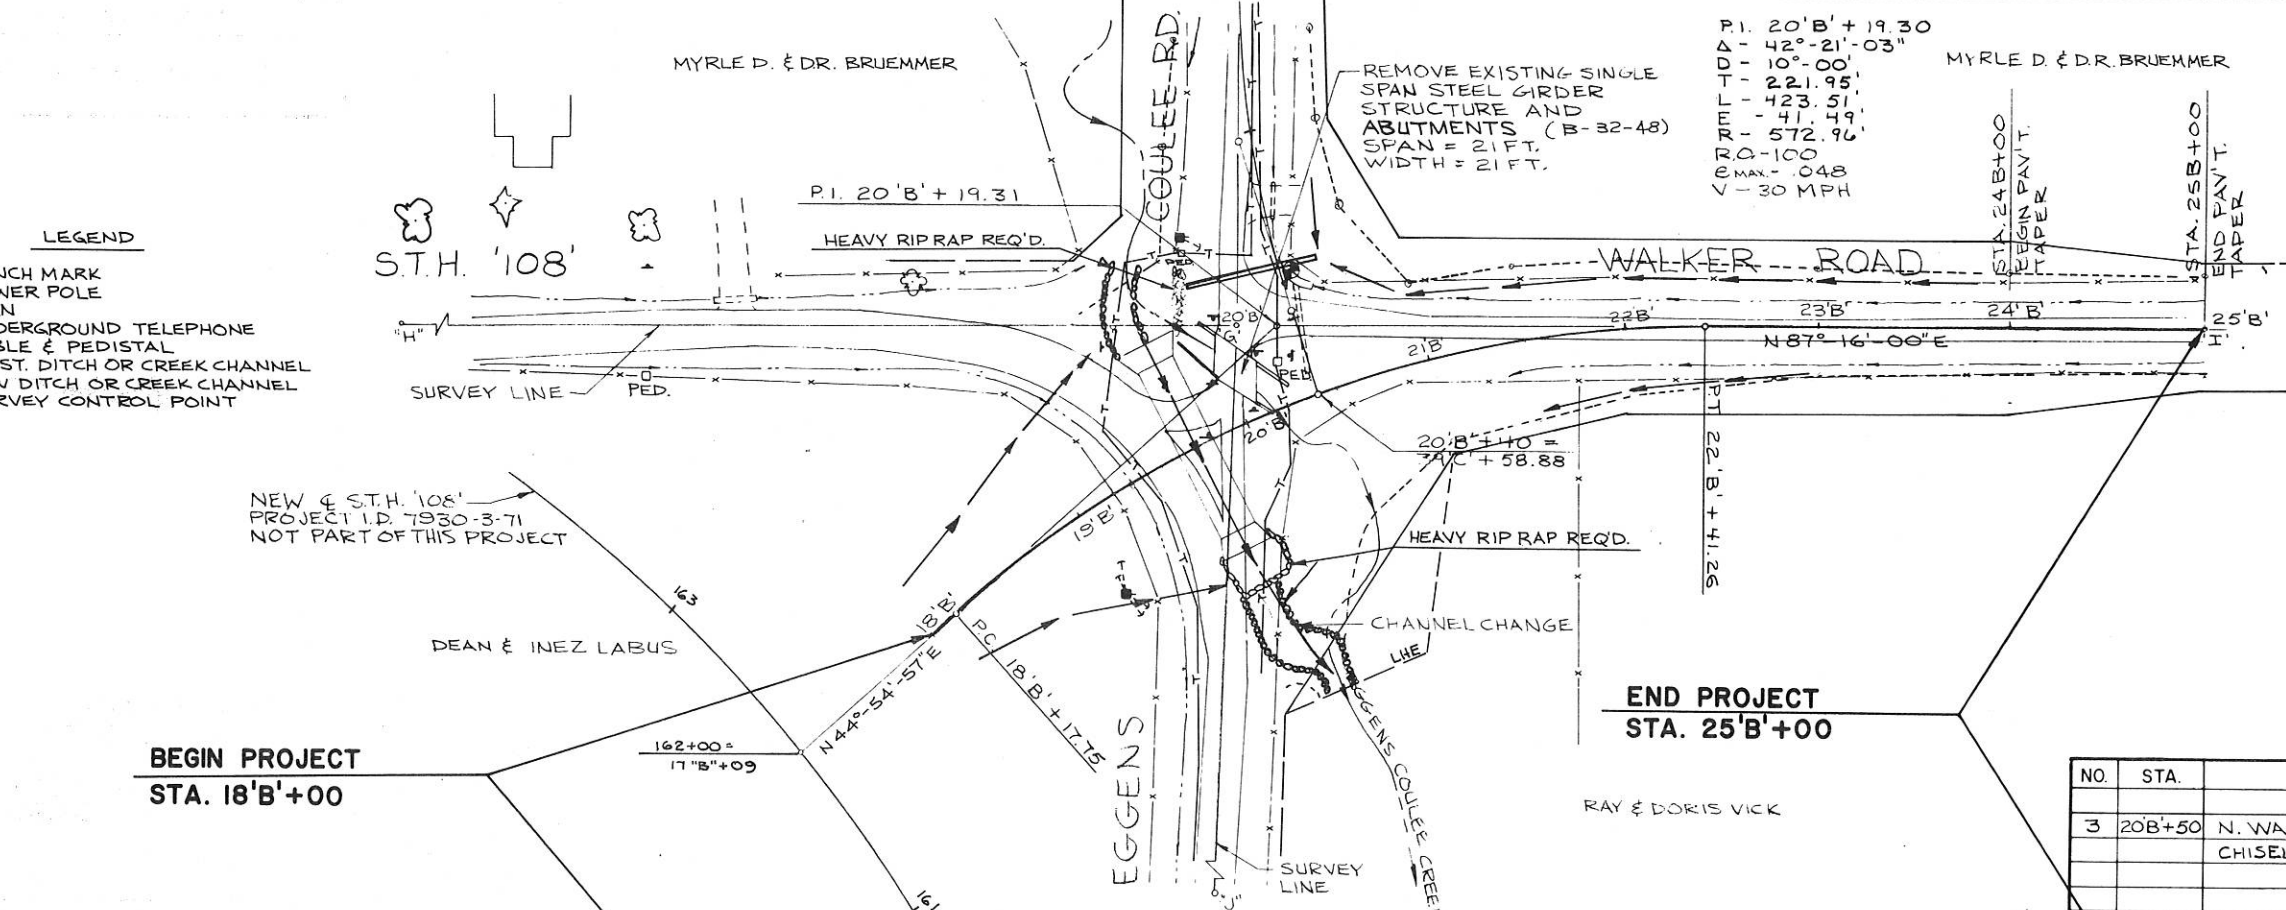 MYRLE D. & DR. BRUEMMER
COULEE RD.
REMOVE EXISTING SINGLE
SPAN STEEL GIRDER
STRUCTURE AND
ABUTMENTS (B-32-48)
SPAN = 21 FT.
WIDTH = 21 FT.
P.I. 20'B' + 19.30
Δ - 42°-21'-03"
D - 10°-00'
T - 221.95'
L - 423.51'
E - 41.49'
R - 572.96'
R.O - 100
e MAX. - .048
V - 30 MPH
MYRLE D. & D.R. BRUEMMER
STA. 24'B'+00
BEGIN PAV'T.
TAPER
STA. 25'B'+00
END PAV'T.
TAPER
P.I. 20'B' + 19.31
HEAVY RIP RAP REQ'D.
LEGEND
NCH MARK
NER POLE
N
DERGROUND TELEPHONE
BLE & PEDISTAL
ST. DITCH OR CREEK CHANNEL
W DITCH OR CREEK CHANNEL
RVEY CONTROL POINT
S.T.H. '108'
"H"
SURVEY LINE
PED.
WALKER ROAD
20'B'
21'B'
22'B'
23'B'
24'B'
25'B'
'I'
N 87°-16'-00" E
PED.
20'B'
20'B' + 40 =
39'C' + 58.88
P.T. 22'B' + 41.26
NEW ℄ S.T.H. '108'
PROJECT I.D. 7930-3-71
NOT PART OF THIS PROJECT
19'B'
HEAVY RIP RAP REQ'D.
163
18'B'
P.C. 18'B' + 17.75
DEAN & INEZ LABUS
N 44°-54'-57" E
CHANNEL CHANGE
LHE
END PROJECT
STA. 25'B'+00
BEGIN PROJECT
STA. 18'B'+00
162+00 =
17"B"+09
EGGENS
EGGENS COULEE CREE
RAY & DORIS VICK
SURVEY
LINE
161
NO. STA.
3 20'B'+50 N. WA
CHISEL